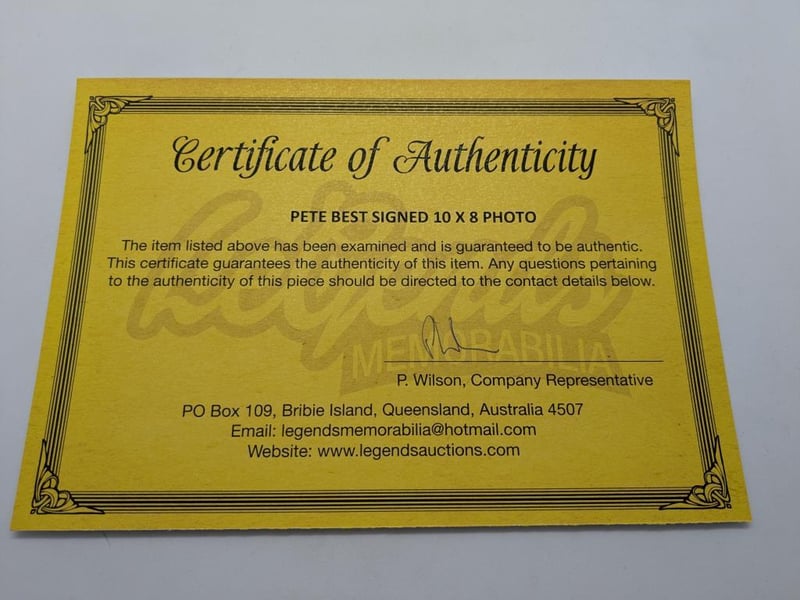 Certificate of Authenticity
Legends
MEMORABILIA
PETE BEST SIGNED 10 X 8 PHOTO
The item listed above has been examined and is guaranteed to be authentic.
This certificate guarantees the authenticity of this item. Any questions pertaining
to the authenticity of this piece should be directed to the contact details below.
P. Wilson, Company Representative
PO Box 109, Bribie Island, Queensland, Australia 4507
Email: legendsmemorabilia@hotmail.com
Website: www.legendsauctions.com